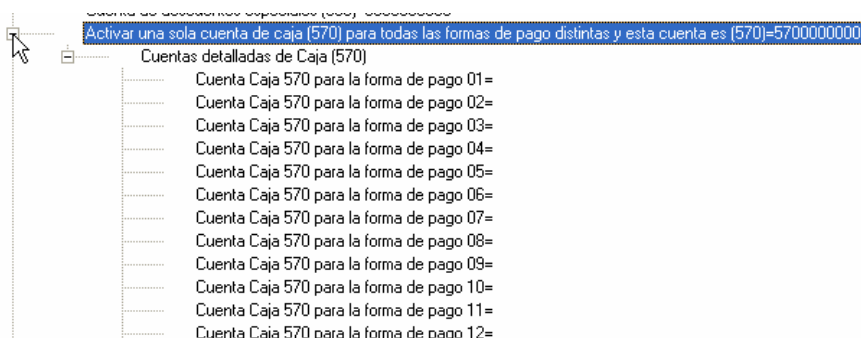 Activar una sola cuenta de caja (570) para todas las formas de pago distintas y esta cuenta es (570)=5700000000
Cuentas detalladas de Caja (570)
Cuenta Caja 570 para la forma de pago 01=
Cuenta Caja 570 para la forma de pago 02=
Cuenta Caja 570 para la forma de pago 03=
Cuenta Caja 570 para la forma de pago 04=
Cuenta Caja 570 para la forma de pago 05=
Cuenta Caja 570 para la forma de pago 06=
Cuenta Caja 570 para la forma de pago 07=
Cuenta Caja 570 para la forma de pago 08=
Cuenta Caja 570 para la forma de pago 09=
Cuenta Caja 570 para la forma de pago 10=
Cuenta Caja 570 para la forma de pago 11=
Cuenta Caja 570 para la forma de pago 12=